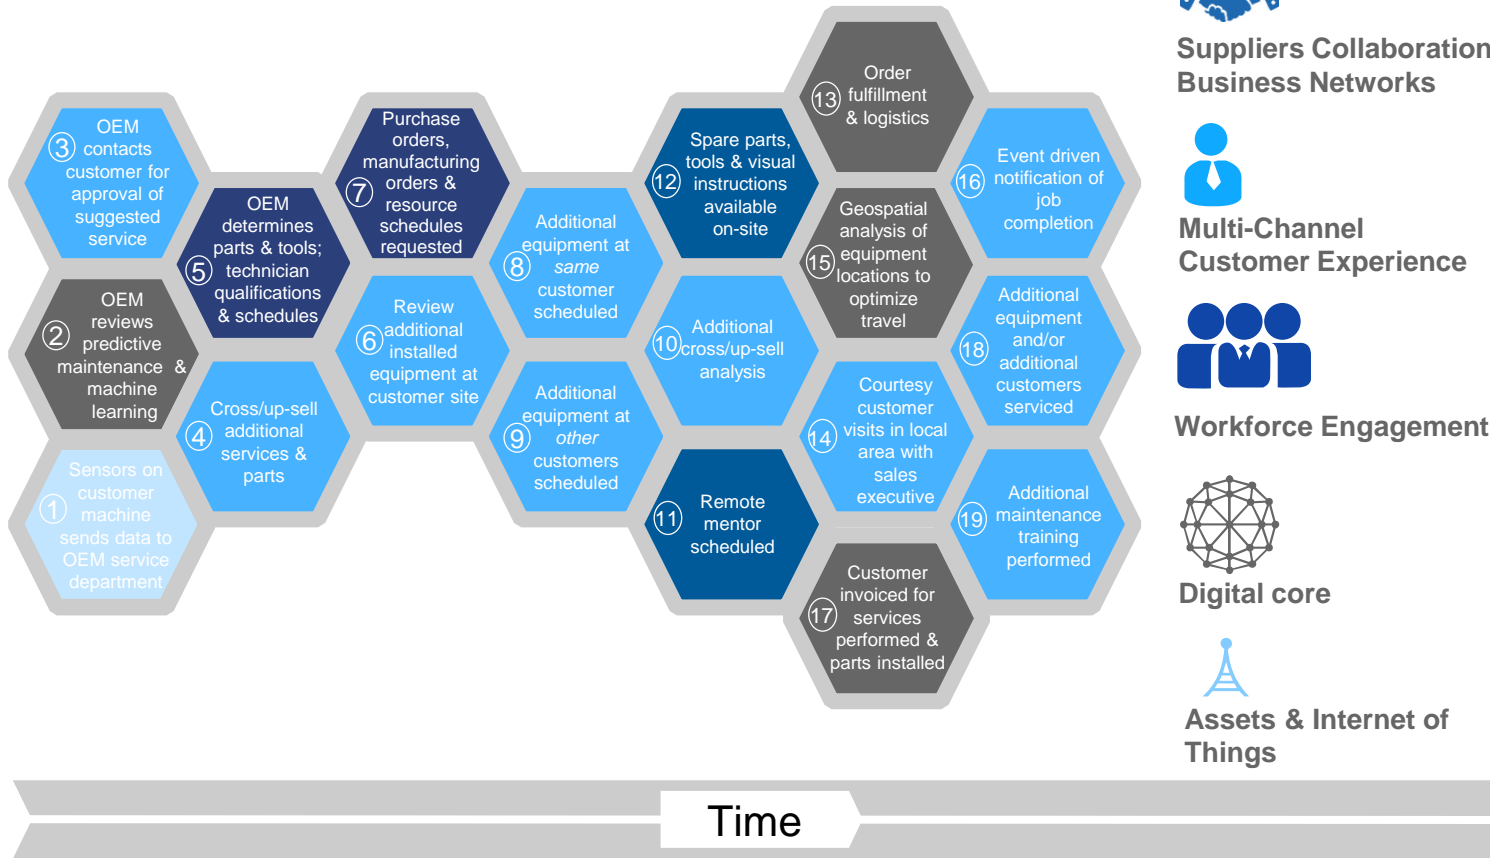 3
OEM
contacts
customer for
approval of
suggested
service
2
OEM
reviews
predictive
maintenance &
machine
learning
1
Sensors on
customer
machine
sends data to
OEM service
department
5
OEM
determines
parts & tools;
technician
qualifications
& schedules
4
Cross/up-sell
additional
services &
parts
7
Purchase
orders,
manufacturing
orders &
resource
schedules
requested
6
Review
additional
installed
equipment at
customer site
8
Additional
equipment at
same
customer
scheduled
9
Additional
equipment at
other
customers
scheduled
12
Spare parts,
tools & visual
instructions
available
on-site
10
Additional
cross/up-sell
analysis
11
Remote
mentor
scheduled
13
Order
fulfillment
& logistics
15
Geospatial
analysis of
equipment
locations to
optimize
travel
14
Courtesy
customer
visits in local
area with
sales
executive
17
Customer
invoiced for
services
performed &
parts installed
16
Event driven
notification of
job
completion
18
Additional
equipment
and/or
additional
customers
serviced
19
Additional
maintenance
training
performed
Suppliers Collaboration
Business Networks
Multi-Channel
Customer Experience
Workforce Engagement
Digital core
Assets & Internet of
Things
Time